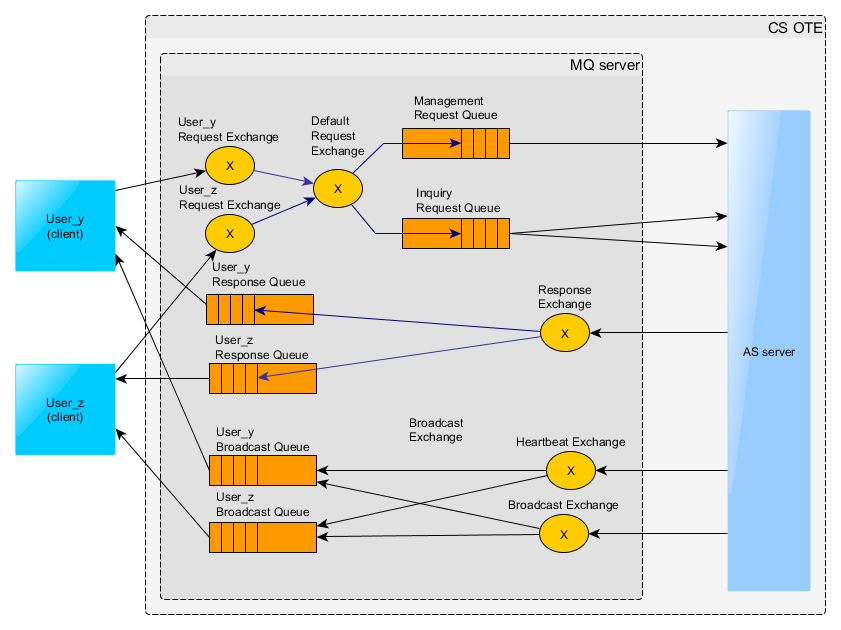 CS OTE
MQ server
Management
Request Queue
User_y
Request Exchange
Default
Request
Exchange
X
X
User_z
Request Exchange
Inquiry
Request Queue
X
User_y
(client)
User_y
Response Queue
Response
Exchange
X
User_z
Response Queue
AS server
User_z
(client)
Broadcast
Exchange
User_y
Broadcast Queue
Heartbeat Exchange
X
User_z
Broadcast Queue
Broadcast Exchange
X